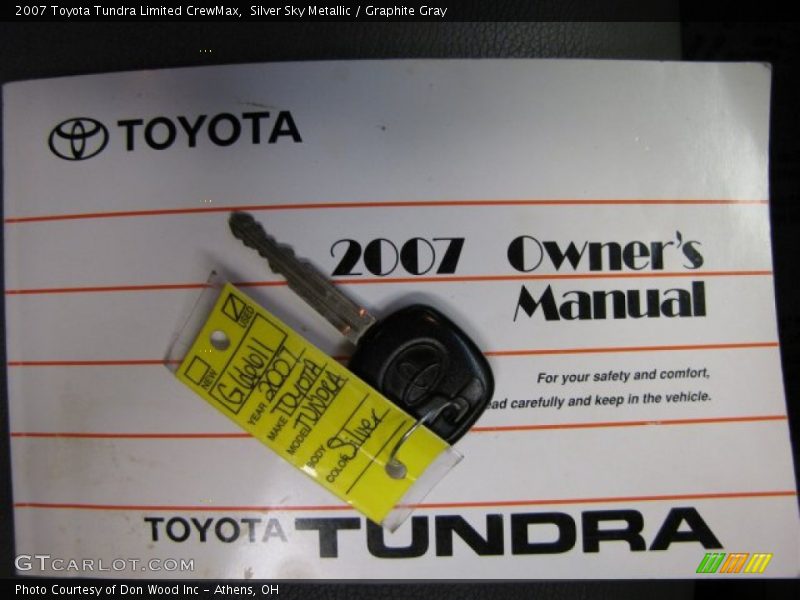 2007 Toyota Tundra Limited CrewMax, Silver Sky Metallic / Graphite Gray
TOYOTA
2007 Owner's
Manual
For your safety and comfort,
carefully and keep in the vehicle.
USED
NEW
YEAR 2007
MAKE TOYOTA
MODEL TUNDRA
BODY
COLOR Silver
TOYOTA TUNDRA
GTCARLOT.COM
Photo Courtesy of Don Wood Inc - Athens, OH